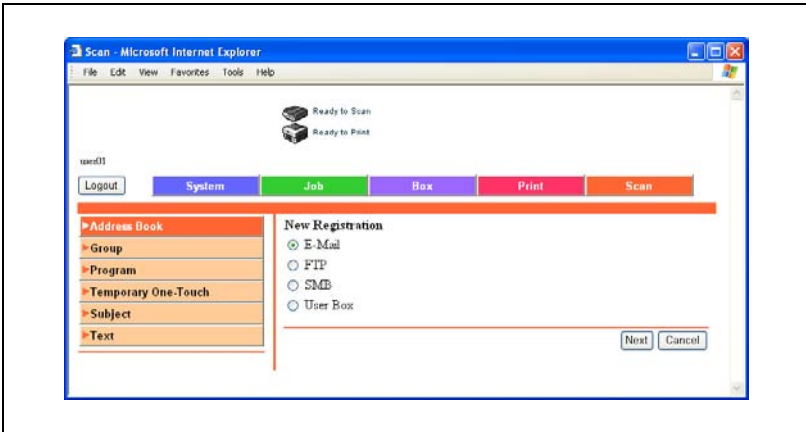 Scan - Microsoft Internet Explorer
File Edit View Favorites Tools Help
Ready to Scan
Ready to Print
user01
Logout System Job Box Print Scan
Address Book
Group
Program
Temporary One-Touch
Subject
Text
New Registration
E-Mail
FTP
SMB
User Box
Next Cancel